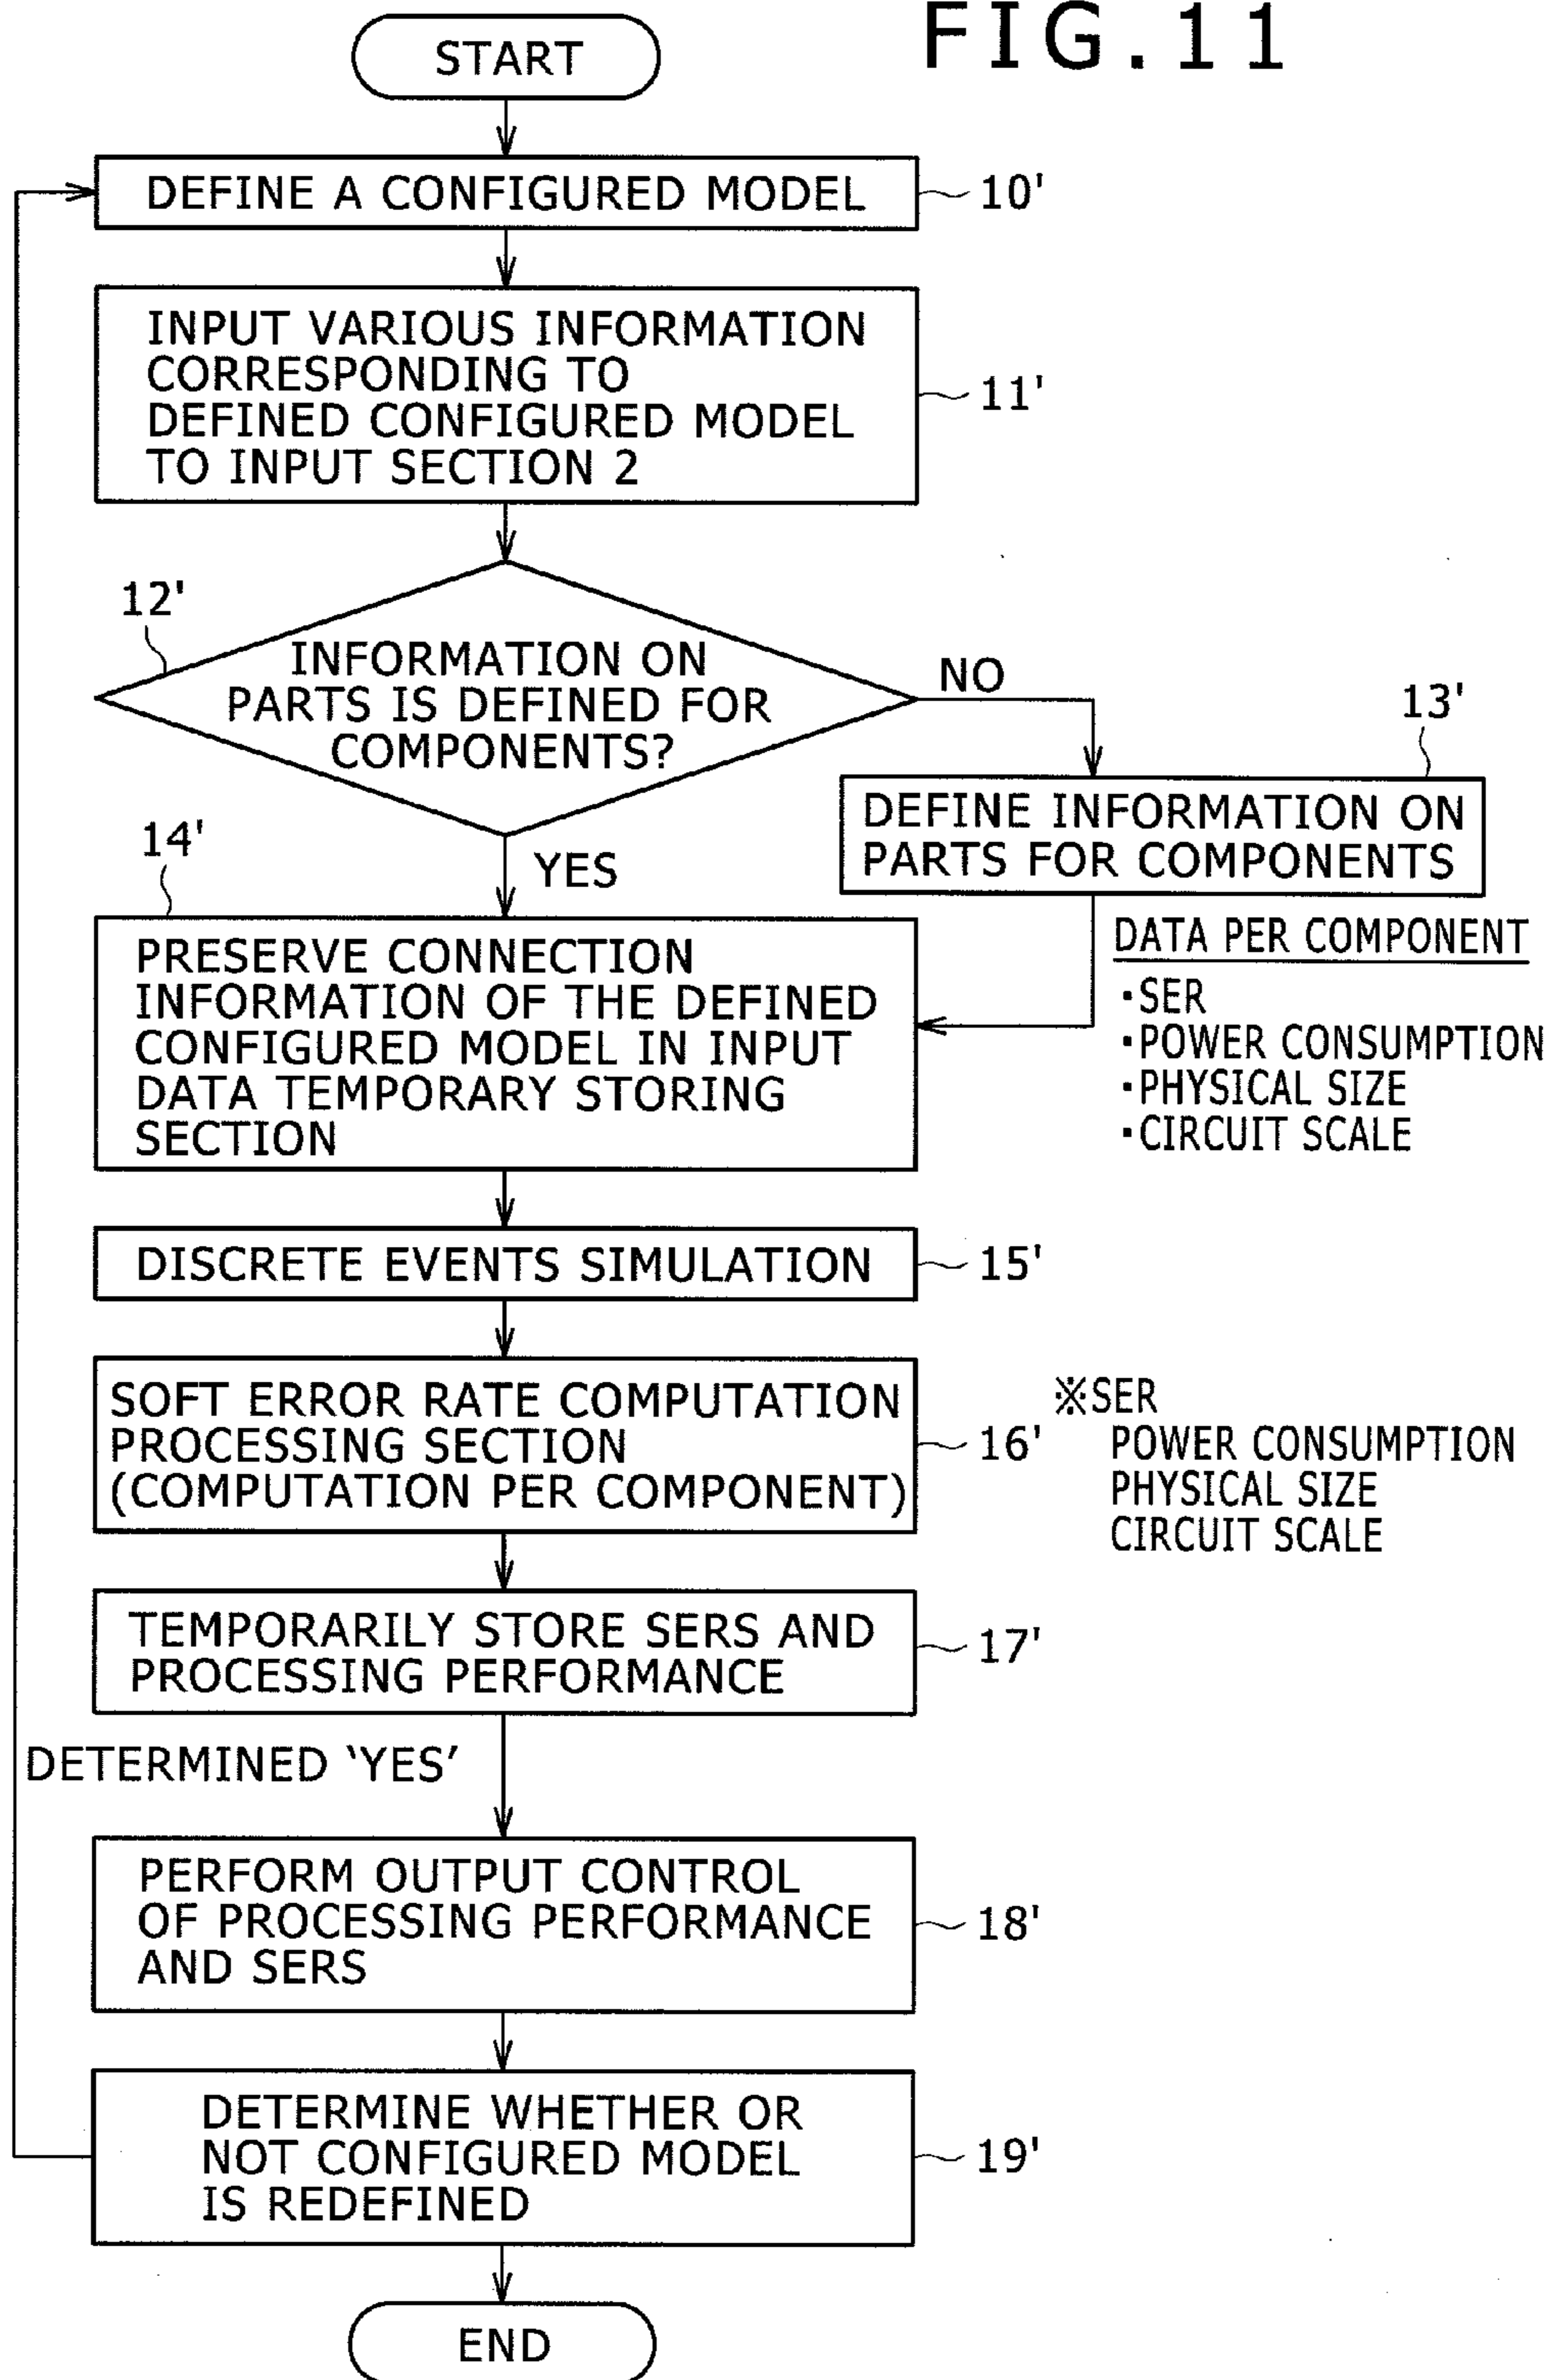 FIG.11
START
DEFINE A CONFIGURED MODEL
10'
INPUT VARIOUS INFORMATION
CORRESPONDING TO
DEFINED CONFIGURED MODEL
TO INPUT SECTION 2
11'
12'
INFORMATION ON
PARTS IS DEFINED FOR
COMPONENTS?
NO
YES
13'
DEFINE INFORMATION ON
PARTS FOR COMPONENTS
DATA PER COMPONENT
・SER
・POWER CONSUMPTION
・PHYSICAL SIZE
・CIRCUIT SCALE
14'
PRESERVE CONNECTION
INFORMATION OF THE DEFINED
CONFIGURED MODEL IN INPUT
DATA TEMPORARY STORING
SECTION
DISCRETE EVENTS SIMULATION
15'
SOFT ERROR RATE COMPUTATION
PROCESSING SECTION
(COMPUTATION PER COMPONENT)
16'
※SER
POWER CONSUMPTION
PHYSICAL SIZE
CIRCUIT SCALE
TEMPORARILY STORE SERS AND
PROCESSING PERFORMANCE
17'
DETERMINED ‘YES’
PERFORM OUTPUT CONTROL
OF PROCESSING PERFORMANCE
AND SERS
18'
DETERMINE WHETHER OR
NOT CONFIGURED MODEL
IS REDEFINED
19'
END